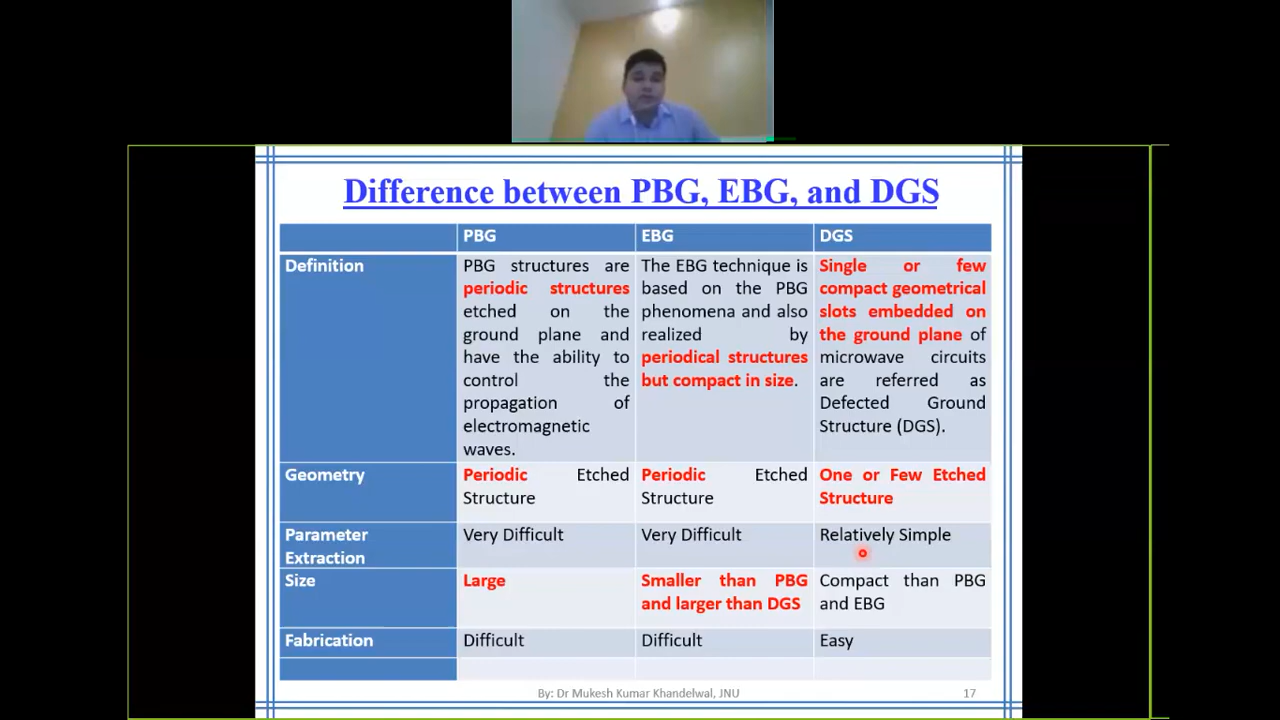 Difference between PBG, EBG, and DGS
PBG
EBG
DGS
Definition
PBG structures are
periodic structures
etched on the
ground plane and
have the ability to
control the
propagation of
electromagnetic
waves.
The EBG technique is
based on the PBG
phenomena and also
realized by
periodical structures
but compact in size.
Single or few
compact geometrical
slots embedded on
the ground plane of
microwave circuits
are referred as
Defected Ground
Structure (DGS).
Geometry
Periodic Etched
Structure
Periodic Etched
Structure
One or Few Etched
Structure
Parameter
Extraction
Very Difficult
Very Difficult
Relatively Simple
Size
Large
Smaller than PBG
and larger than DGS
Compact than PBG
and EBG
Fabrication
Difficult
Difficult
Easy
By: Dr Mukesh Kumar Khandelwal, JNU
17